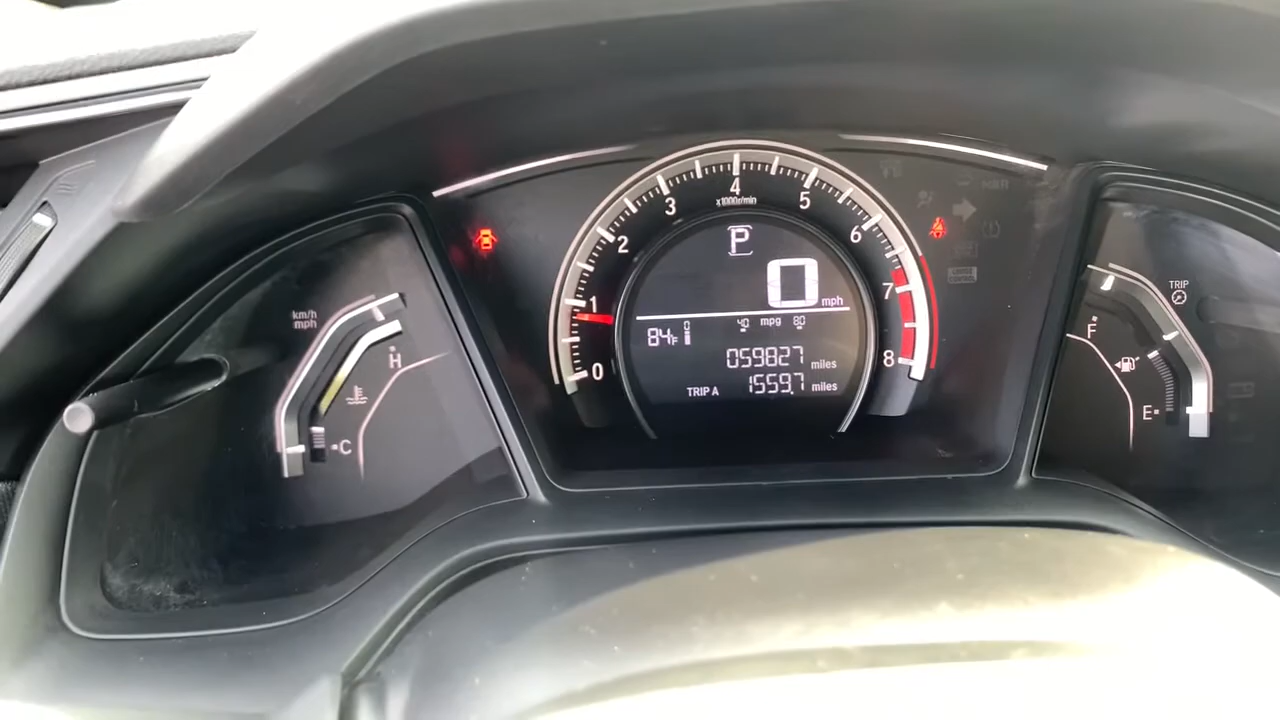 km/h
mph
H
C
0
1
2
3
4
5
6
7
8
x1000r/min
P
0 mph
0 40 mpg 80
84°F
059827 miles
TRIP A 1559.7 miles
TRIP
F
E